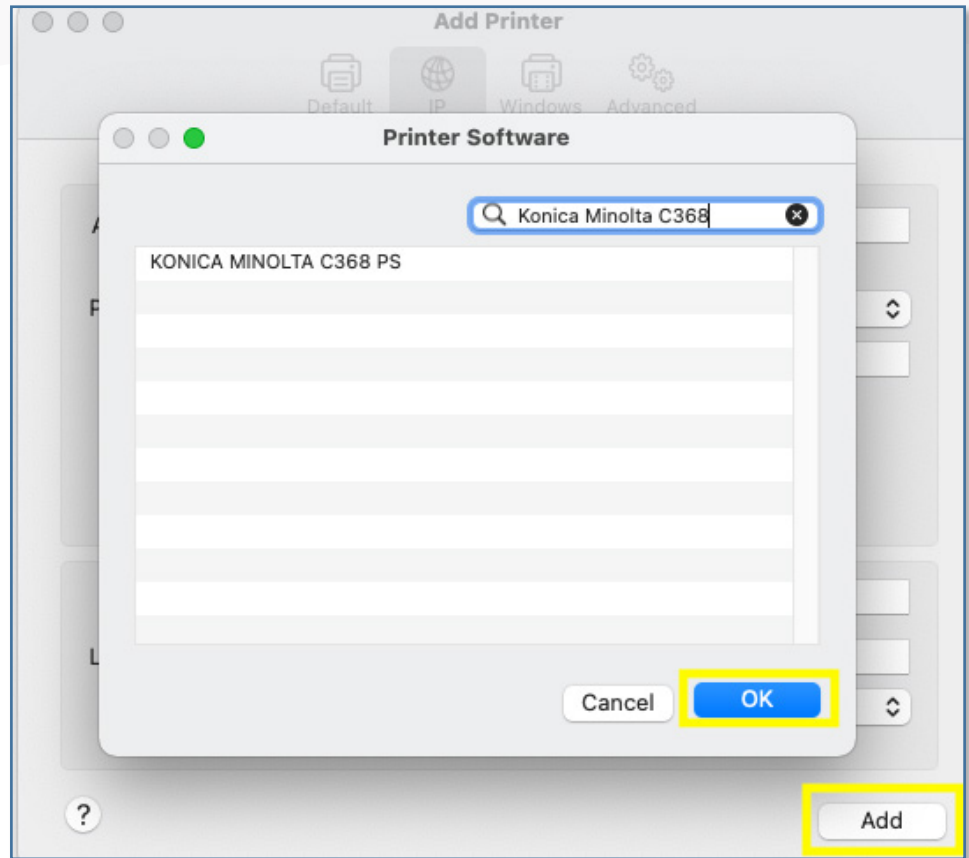 Add Printer
Default IP Windows Advanced
Printer Software
Konica Minolta C368
KONICA MINOLTA C368 PS
A
P
L
Cancel OK
? Add